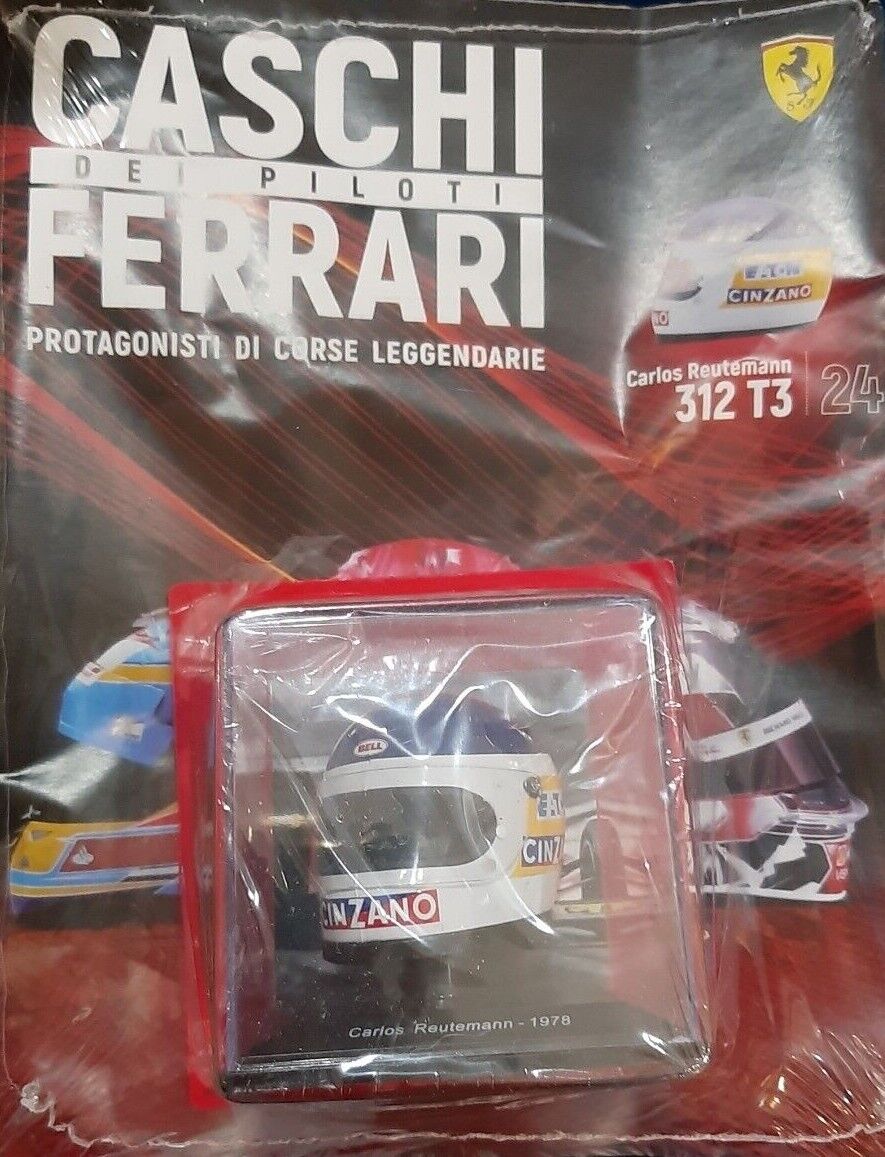 CASCHI
DEI PILOTI
FERRARI
PROTAGONISTI DI CORSE LEGGENDARIE
S F
EATON
CINZANO
Carlos Reutemann
312 T3
24
BELL
CINZANO
CINZANO
Carlos Reutemann - 1978